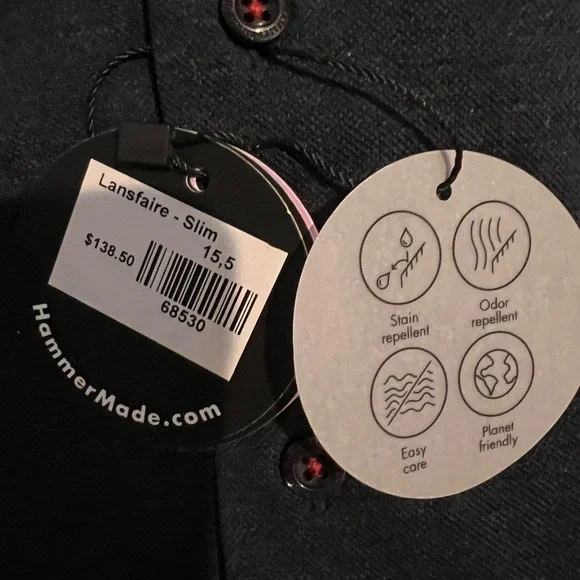 Lansfaire - Slim
15,5
$138.50
68530
HammerMade.com
Stain
repellent
Odor
repellent
Easy
care
Planet
friendly